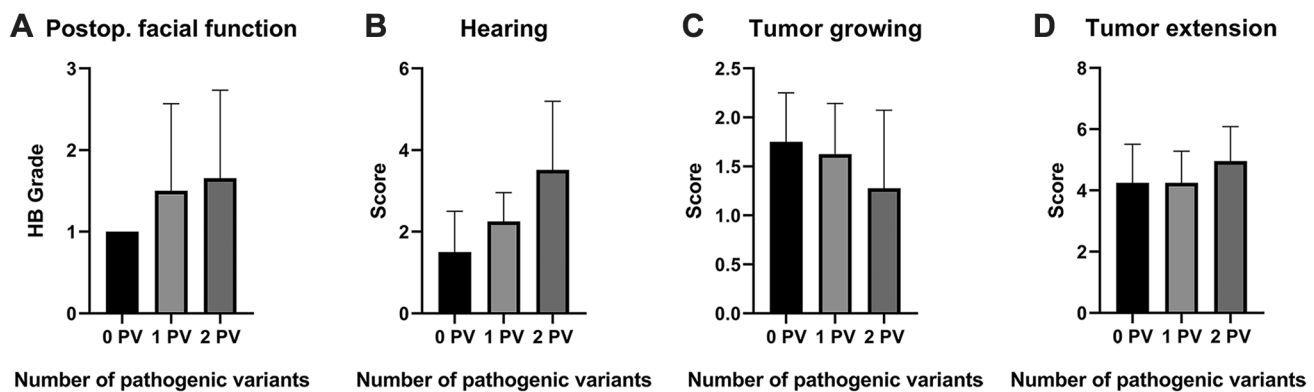 A Postop. facial function
HB Grade
3
2
1
0
0 PV 1 PV 2 PV
Number of pathogenic variants
B Hearing
Score
6
4
2
0
0 PV 1 PV 2 PV
Number of pathogenic variants
C Tumor growing
Score
2.5
2.0
1.5
1.0
0.5
0.0
0 PV 1 PV 2 PV
Number of pathogenic variants
D Tumor extension
Score
8
6
4
2
0
0 PV 1 PV 2 PV
Number of pathogenic variants